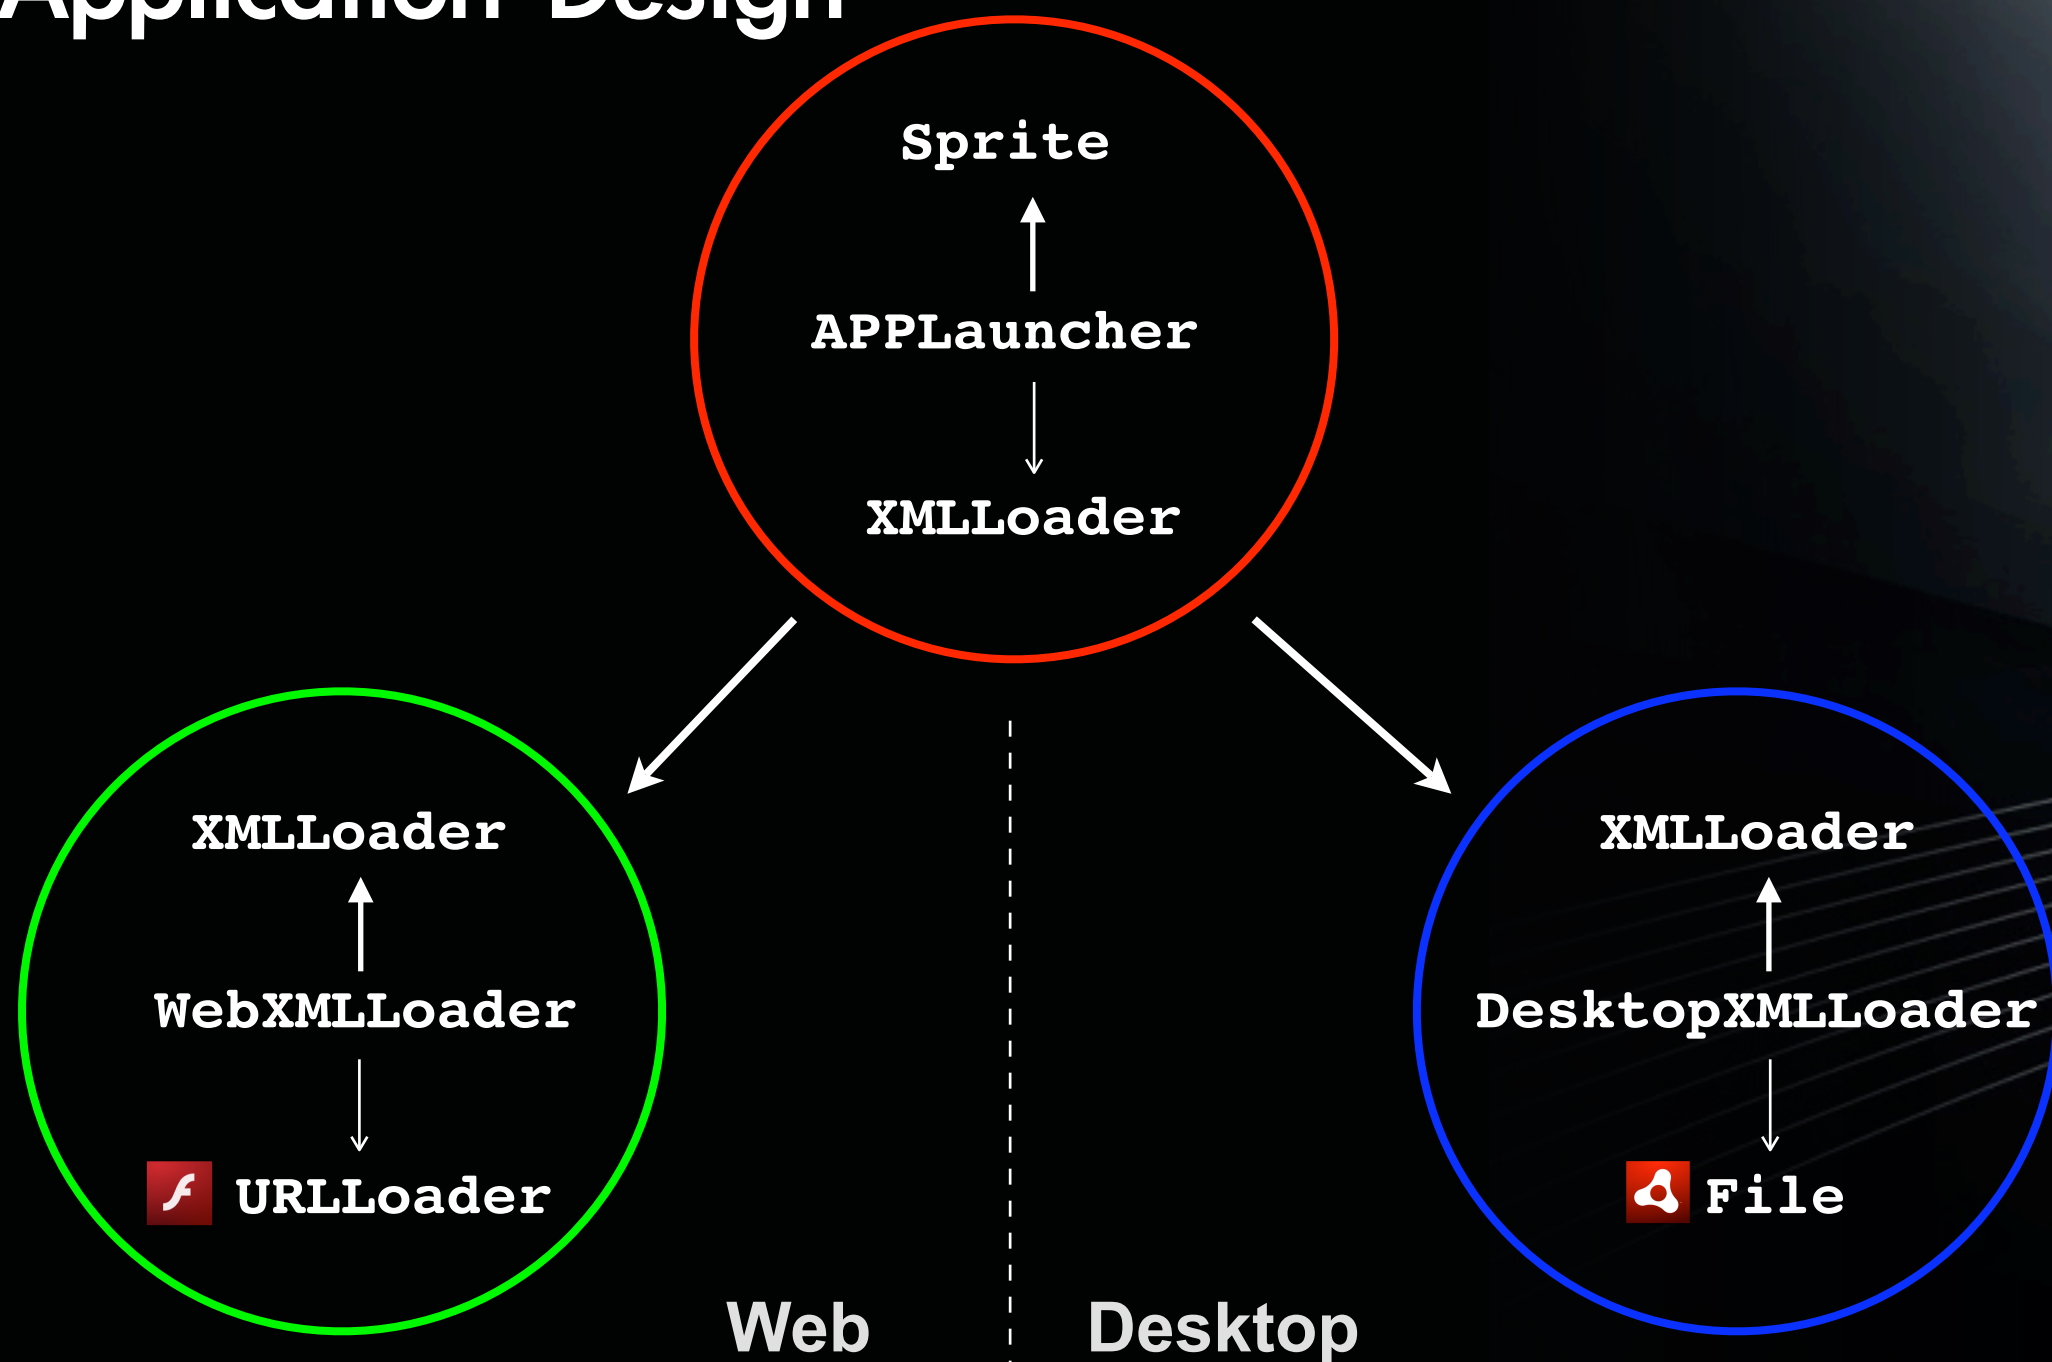 Application Design
Sprite
APPLauncher
XMLLoader
XMLLoader
WebXMLLoader
URLLoader
XMLLoader
DesktopXMLLoader
File
Web
Desktop